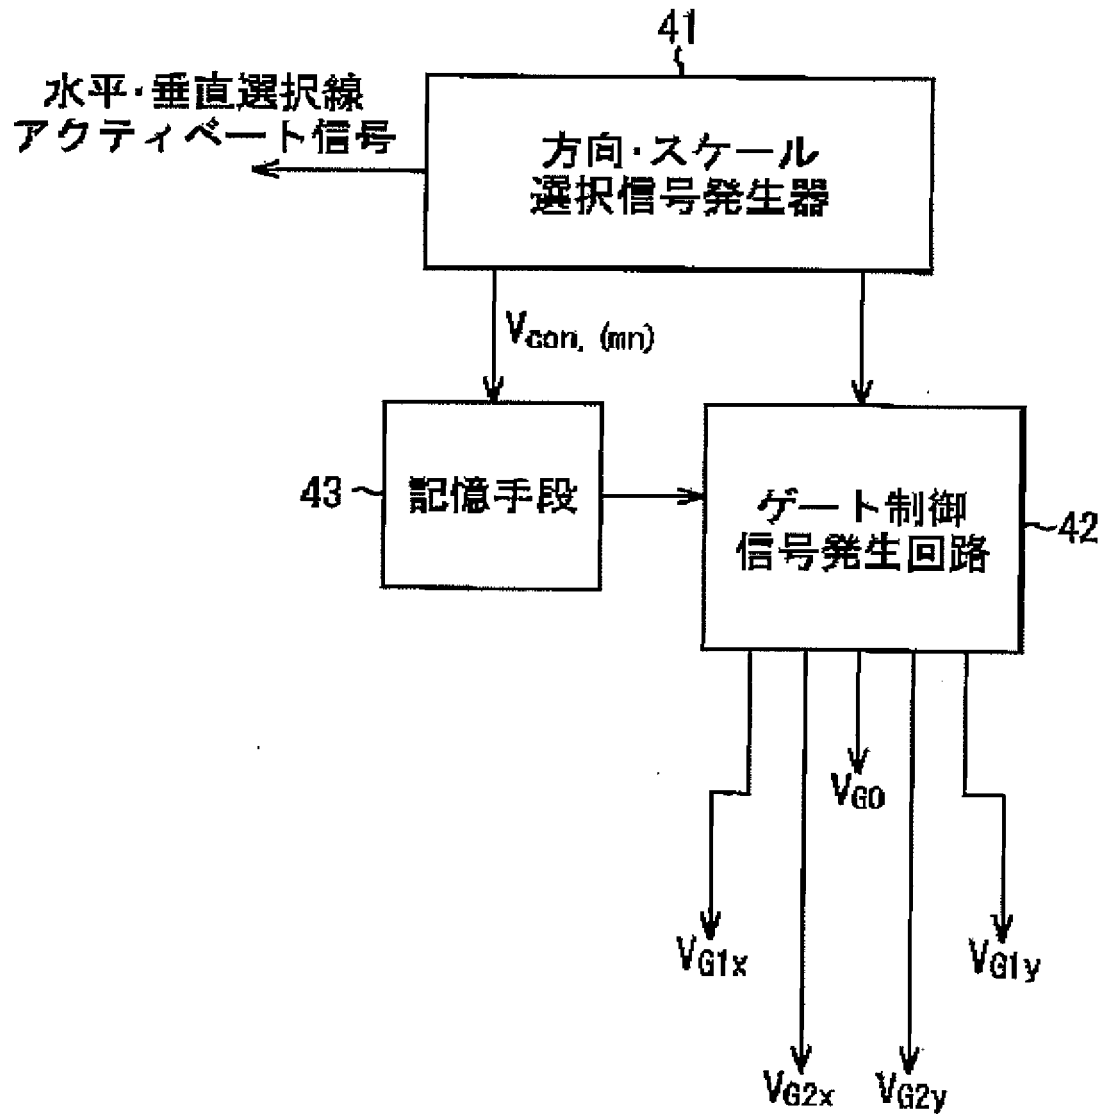 41
水平・垂直選択線
アクティベート信号
方向・スケール
選択信号発生器
Vcon, (mn)
43
記憶手段
ゲート制御
信号発生回路
42
VG0
VG1x
VG1y
VG2x
VG2y